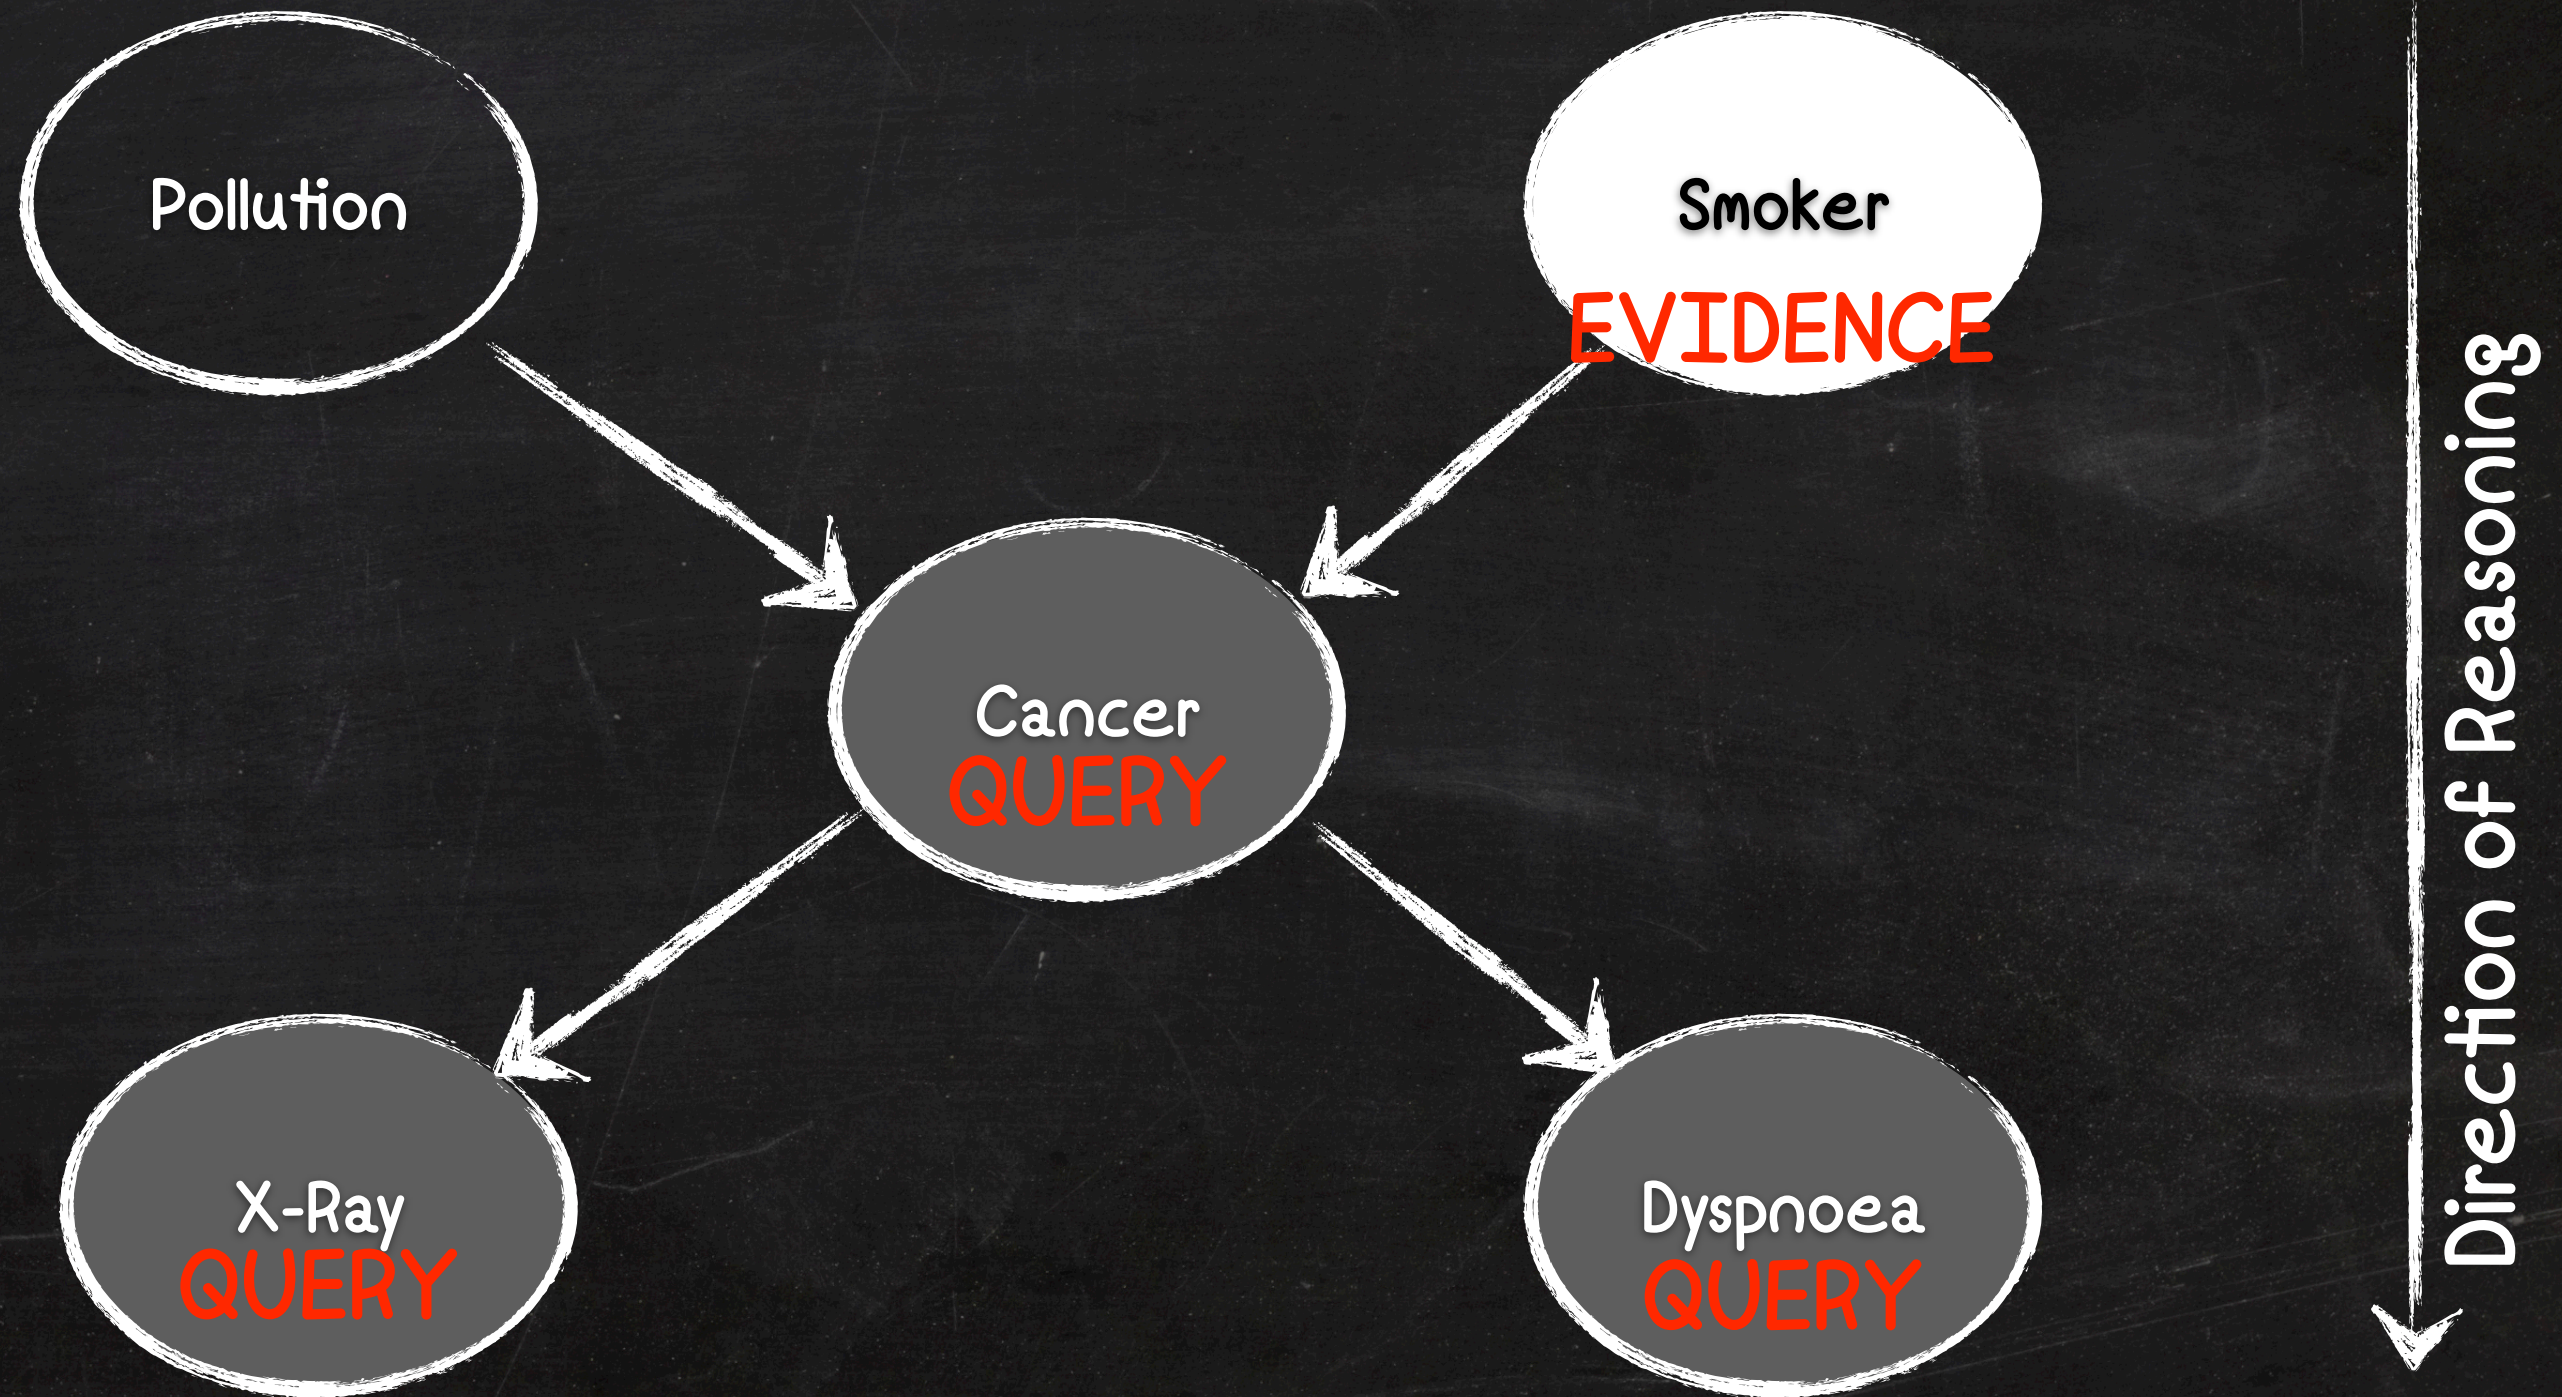 Pollution
Smoker
EVIDENCE
Cancer
QUERY
X-Ray
QUERY
Dyspnoea
QUERY
Direction of Reasoning